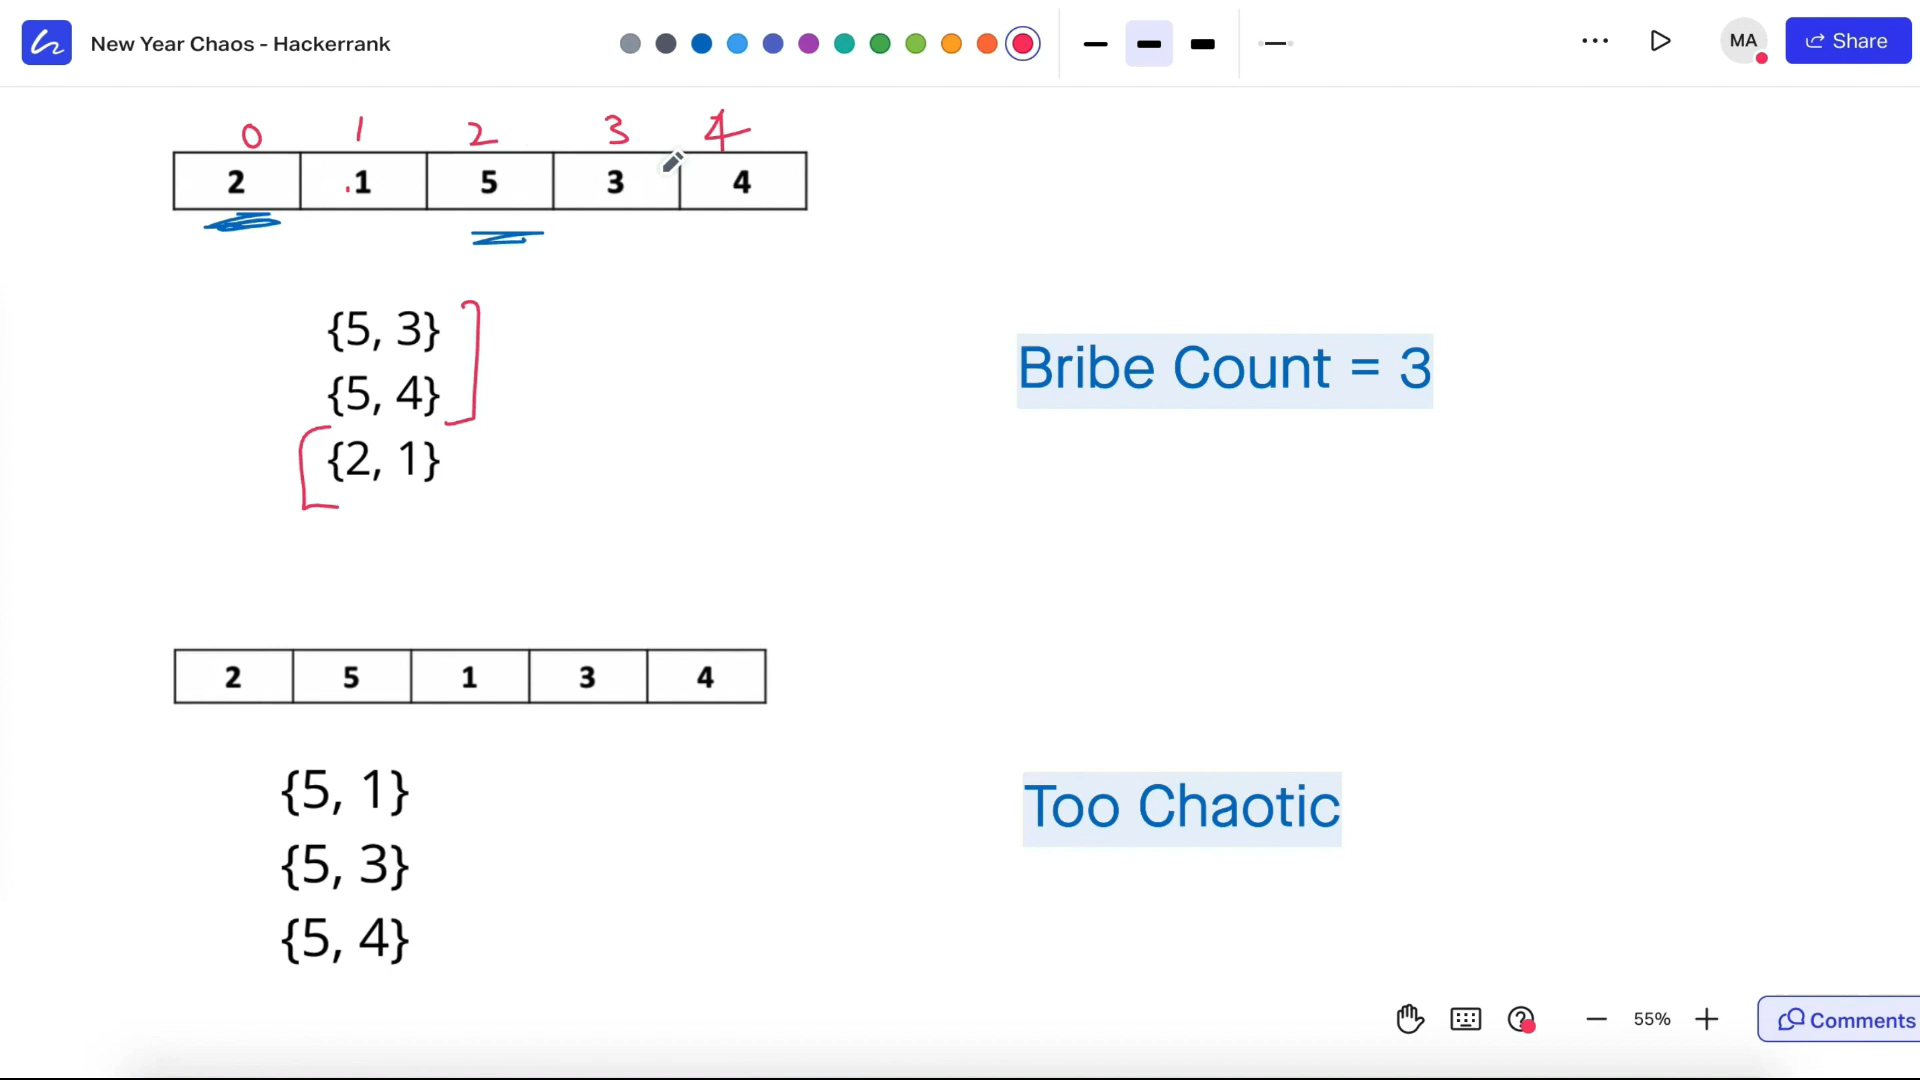 New Year Chaos - Hackerrank
MA
Share
0 1 2 3 4
2 1 5 3 4
{5, 3}
{5, 4}
{2, 1}
Bribe Count = 3
2 5 1 3 4
{5, 1}
{5, 3}
{5, 4}
Too Chaotic
55%
Comments